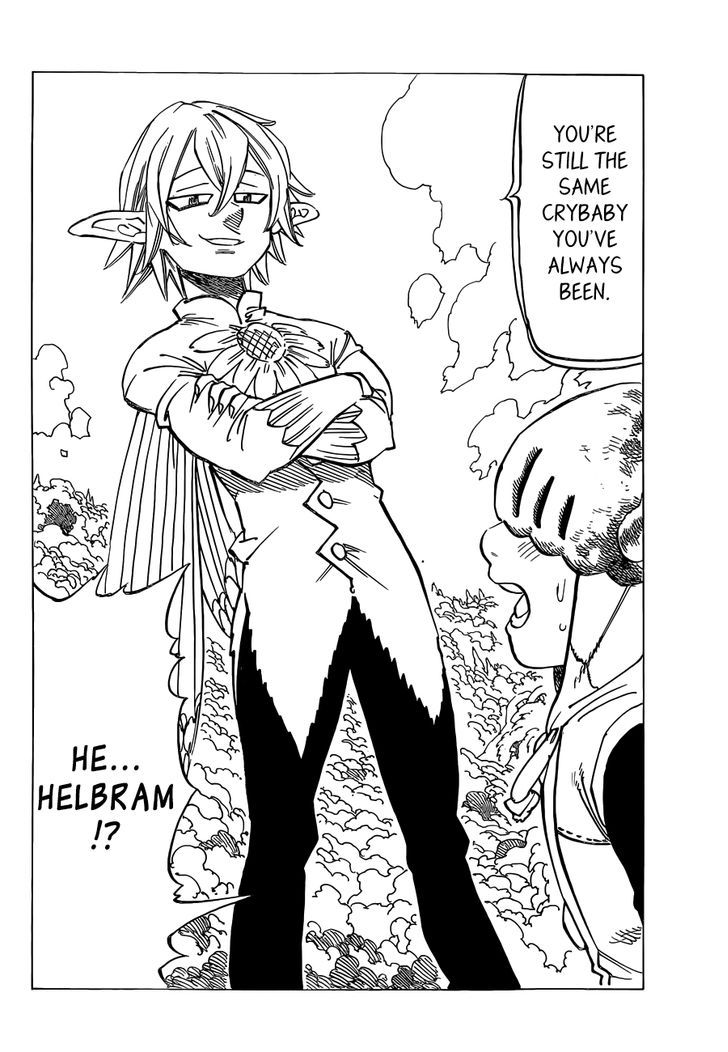 YOU'RE
STILL THE
SAME
CRYBABY
YOU'VE
ALWAYS
BEEN.
HE...
HELBRAM
!?